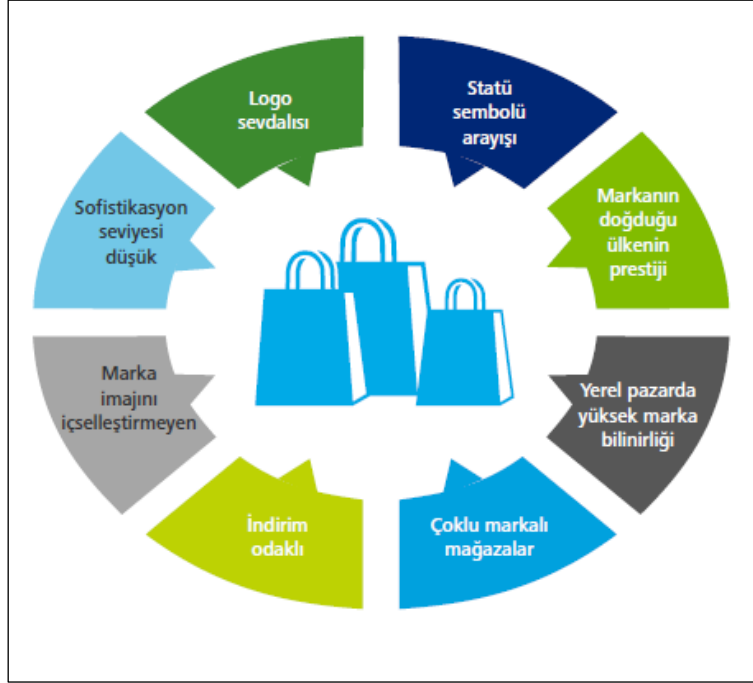 Logo
sevdalısı
Statü
sembolü
arayışı
Markanın
doğduğu
ülkenin
prestiji
Yerel pazarda
yüksek marka
bilinirliği
Çoklu markalı
mağazalar
İndirim
odaklı
Marka
imajını
içselleştirmeyen
Sofistikasyon
seviyesi
düşük